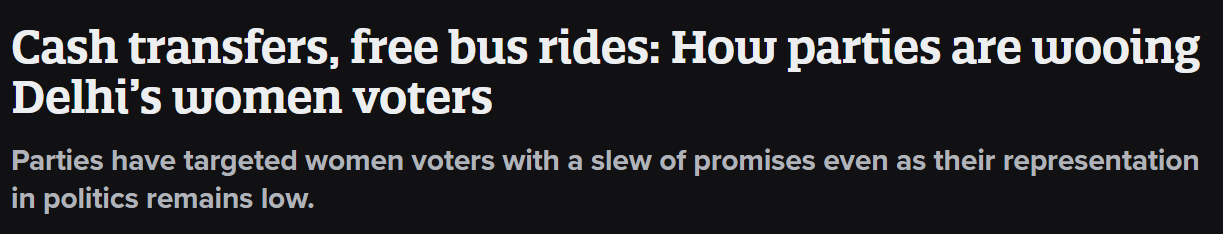 Cash transfers, free bus rides: How parties are wooing
Delhi’s women voters
Parties have targeted women voters with a slew of promises even as their representation
in politics remains low.